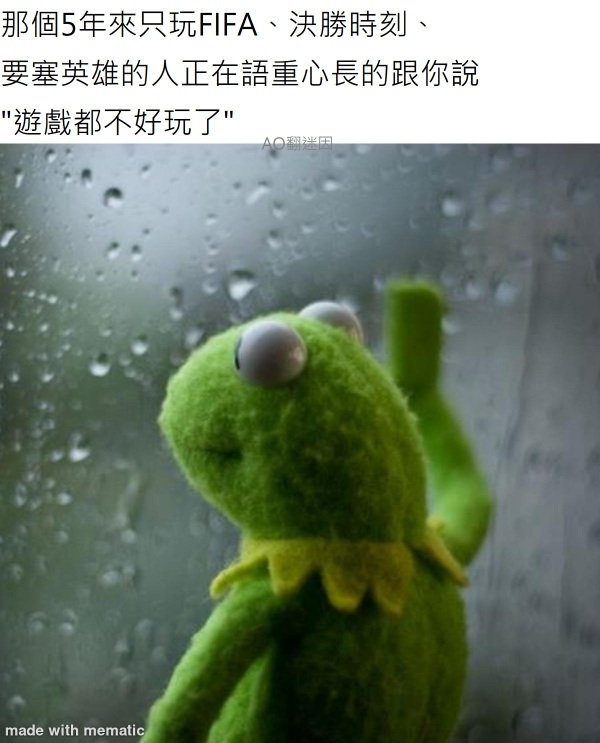 那個5年來只玩FIFA、決勝時刻、
要塞英雄的人正在語重心長的跟你說
"遊戲都不好玩了"
AO翻迷因
made with mematic